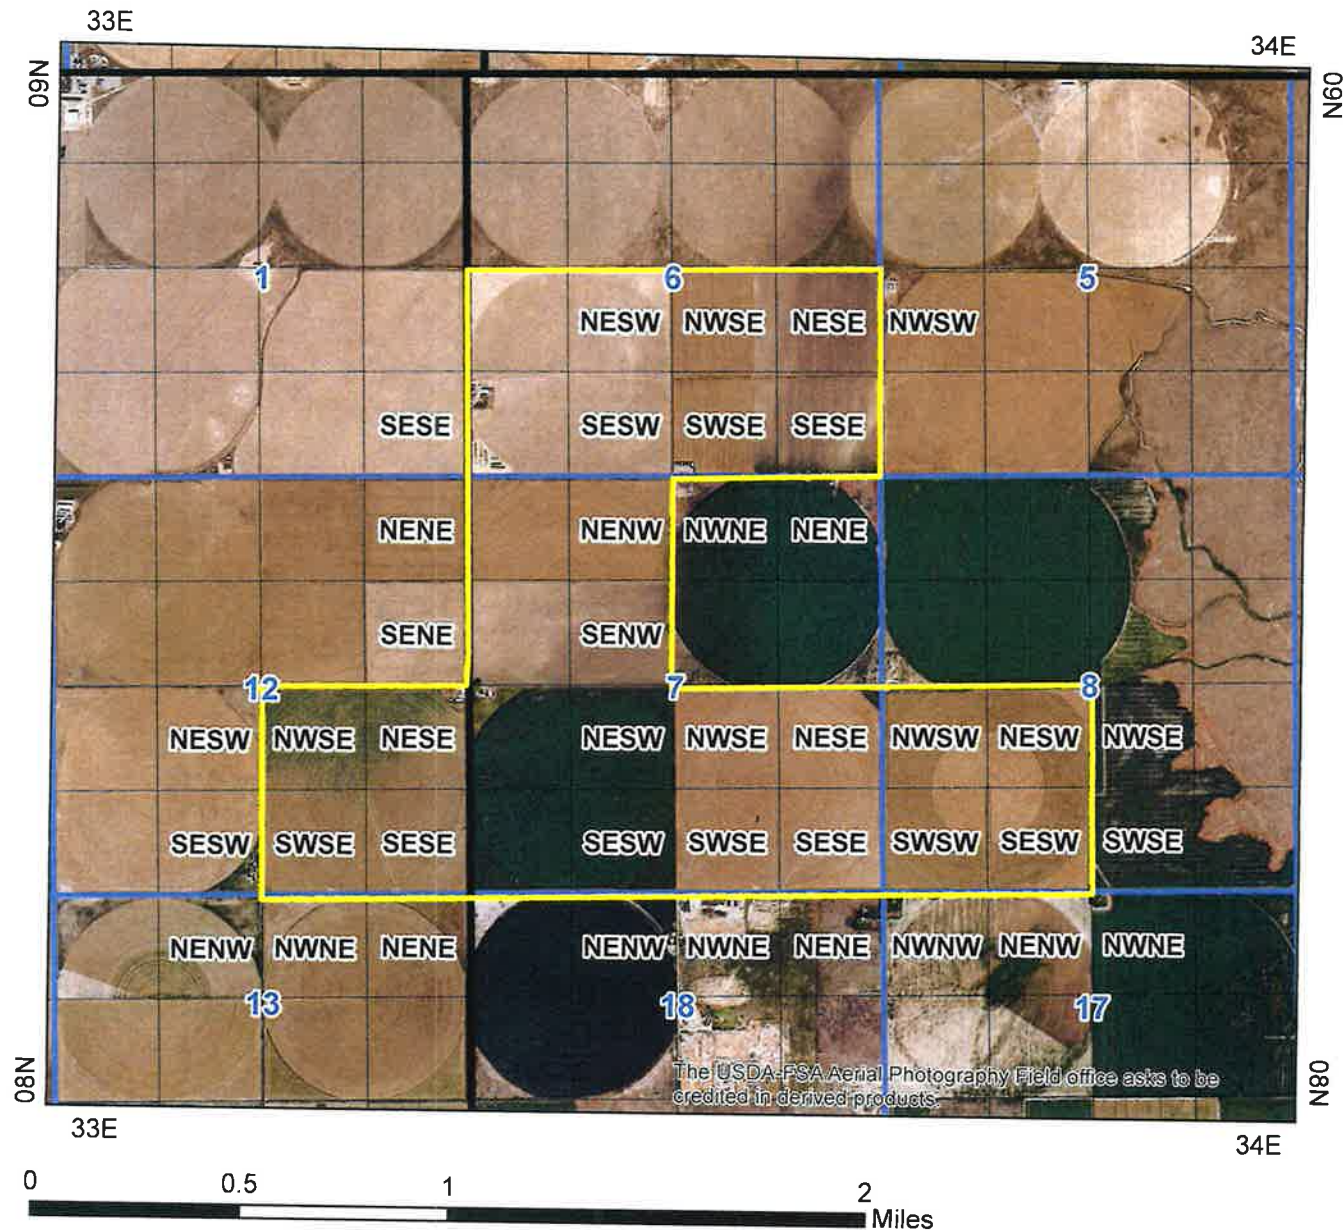 33E
34E
09N
09N
1
6
5
NESW NWSE NESE NWSW
SESE SESW SWSE SESE
NENE NENW NWNE NENE
SENE SENW
12
7
8
NESW NWSE NESE NESW NWSE NESE NWSW NESW NWSE
SESW SWSE SESE SESW SWSE SESE SWSW SESW SWSE
NENW NWNE NENE NENW NWNE NENE NWNW NENW NWNE
13
18
17
The USDA-FSA Aerial Photography Field office asks to be
credited in derived products.
08N
08N
33E
34E
0 0.5 1 2
Miles